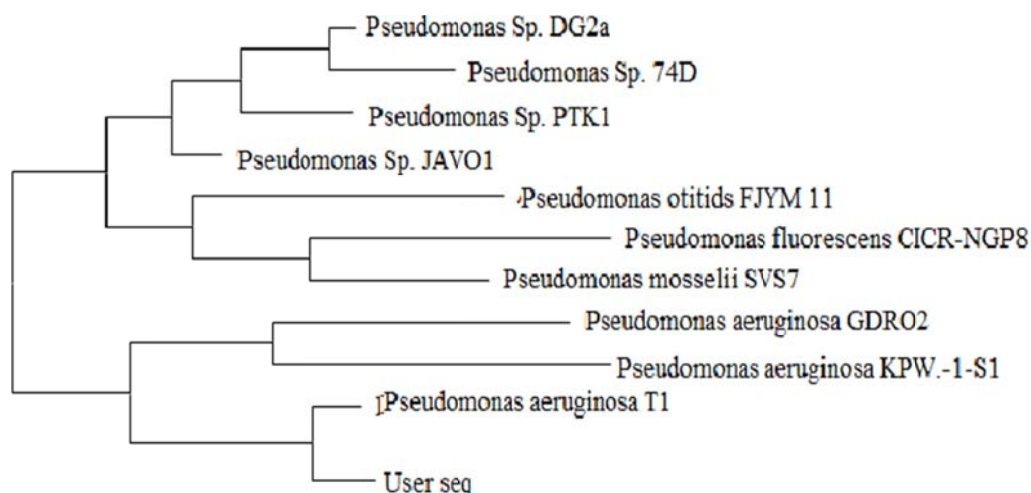 Pseudomonas Sp. DG2a
Pseudomonas Sp. 74D
Pseudomonas Sp. PTK1
Pseudomonas Sp. JAVO1
Pseudomonas otitids FJYM 11
Pseudomonas fluorescens CICR-NGP8
Pseudomonas mosselii SVS7
Pseudomonas aeruginosa GDRO2
Pseudomonas aeruginosa KPW.-1-S1
Pseudomonas aeruginosa T1
User seq